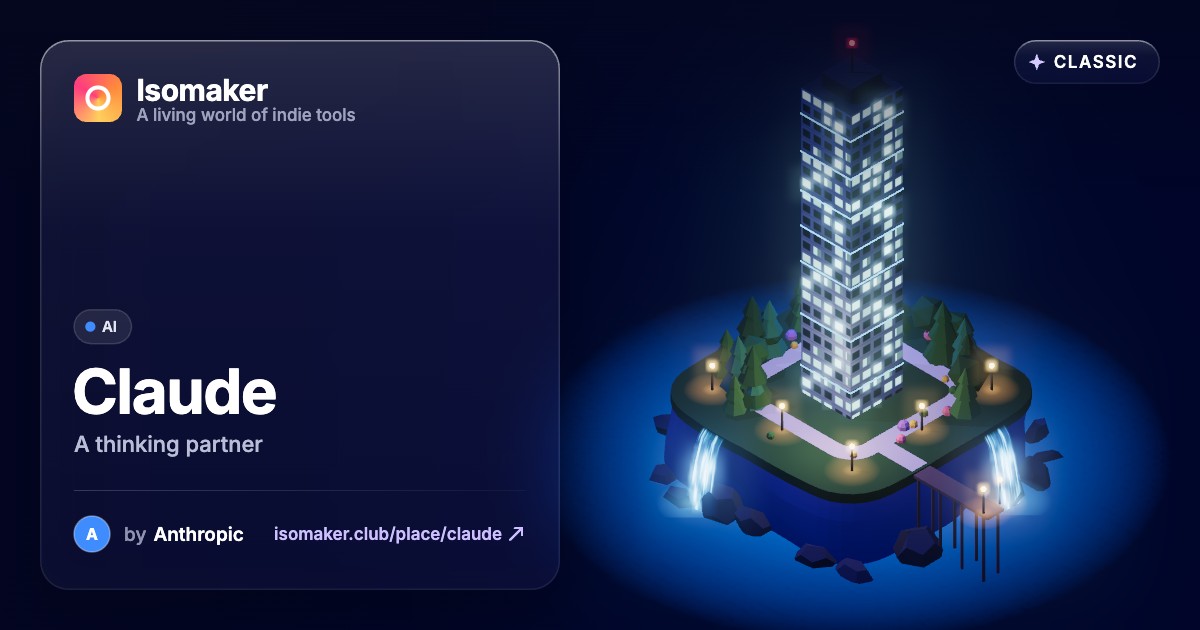 Isomaker
A living world of indie tools
CLASSIC
AI
Claude
A thinking partner
A
by Anthropic
isomaker.club/place/claude ↗